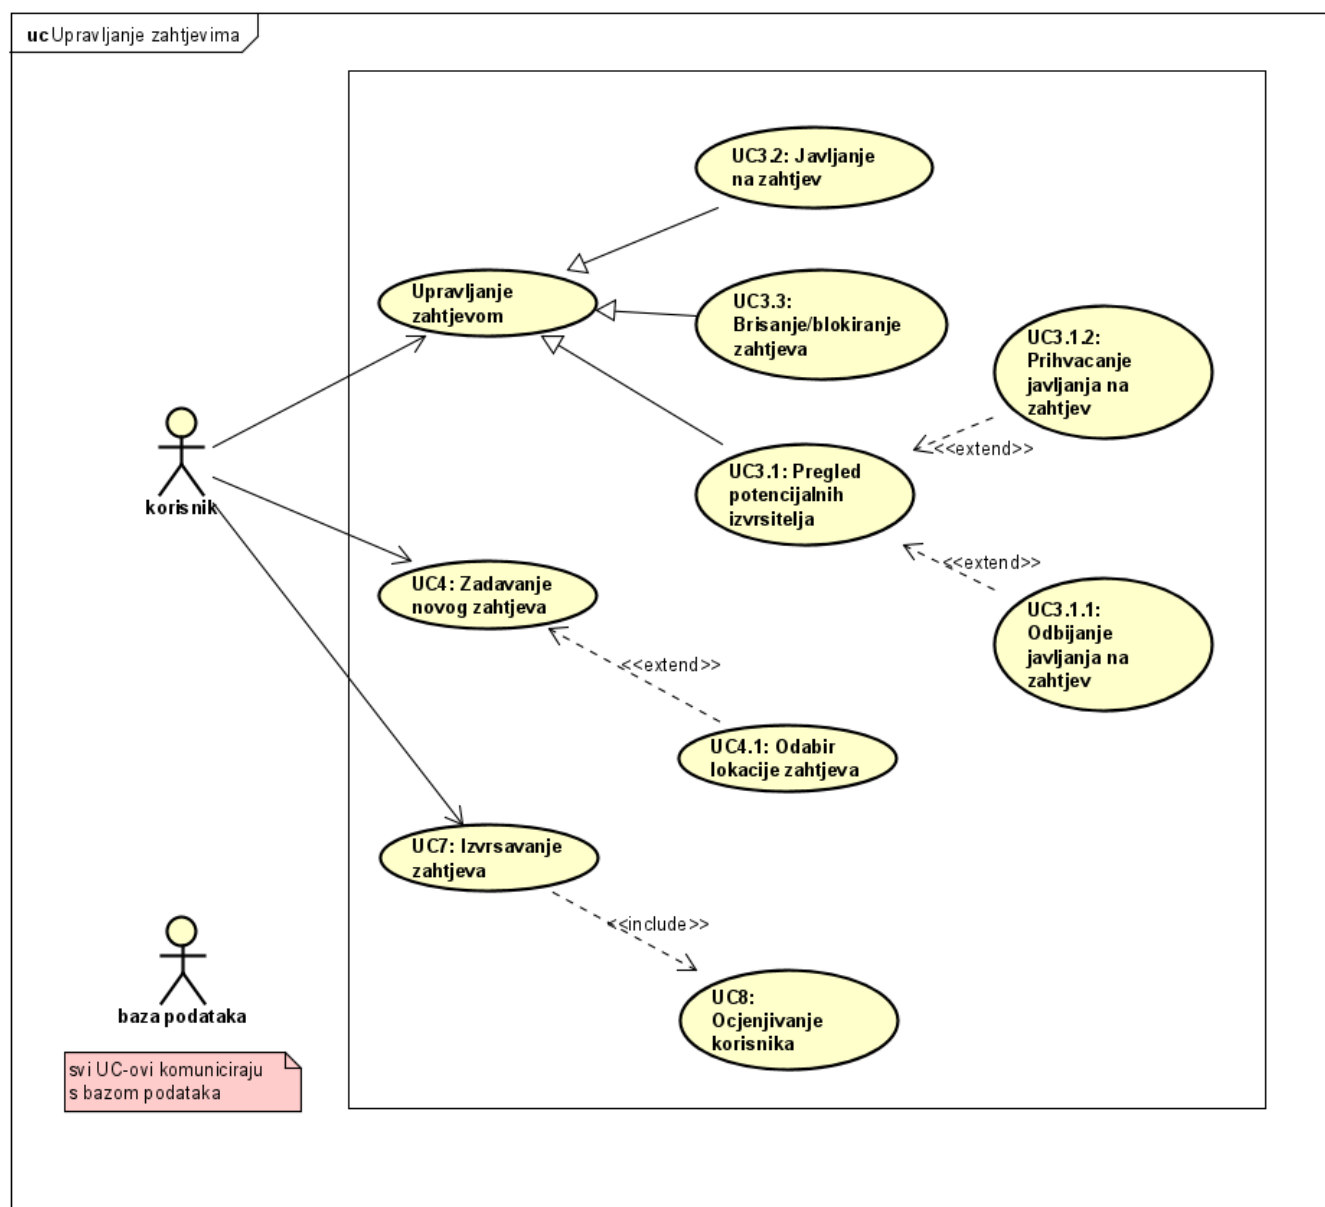 uc Upravljanje zahtjevima
UC3.2: Javljanje
na zahtjev
Upravljanje
zahtjevom
UC3.3:
Brisanje/blokiranje
zahtjeva
UC3.1.2:
Prihvacanje
javljanja na
zahtjev
<<extend>>
UC3.1: Pregled
potencijalnih
izvrsitelja
korisnik
<<extend>>
UC4: Zadavanje
novog zahtjeva
UC3.1.1:
Odbijanje
javljanja na
zahtjev
<<extend>>
UC4.1: Odabir
lokacije zahtjeva
UC7: Izvrsavanje
zahtjeva
<<include>>
UC8:
Ocjenjivanje
korisnika
baza podataka
svi UC-ovi komuniciraju
s bazom podataka